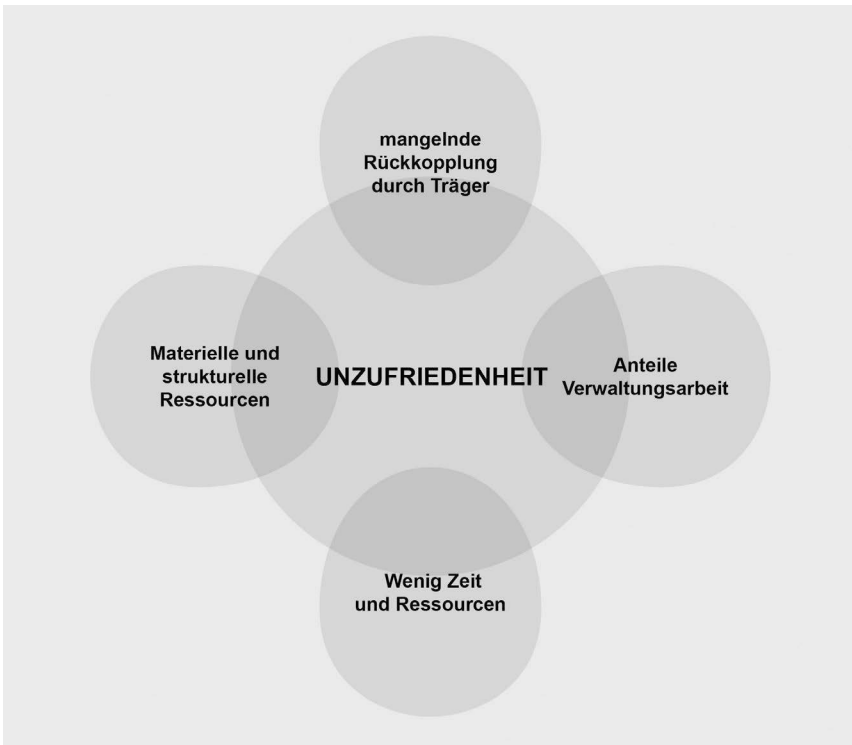 mangelnde
Rückkopplung
durch Träger
Materielle und
strukturelle
Ressourcen
UNZUFRIEDENHEIT
Anteile
Verwaltungsarbeit
Wenig Zeit
und Ressourcen